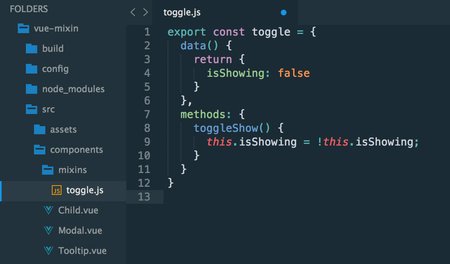 FOLDERS
vue-mixin
build
config
node_modules
src
assets
components
mixins
toggle.js
Child.vue
Modal.vue
Tooltip.vue
toggle.js
1 export const toggle = {
2 data() {
3 return {
4 isShowing: false
5 }
6 },
7 methods: {
8 toggleShow() {
9 this.isShowing = !this.isShowing;
10 }
11 }
12 }
13